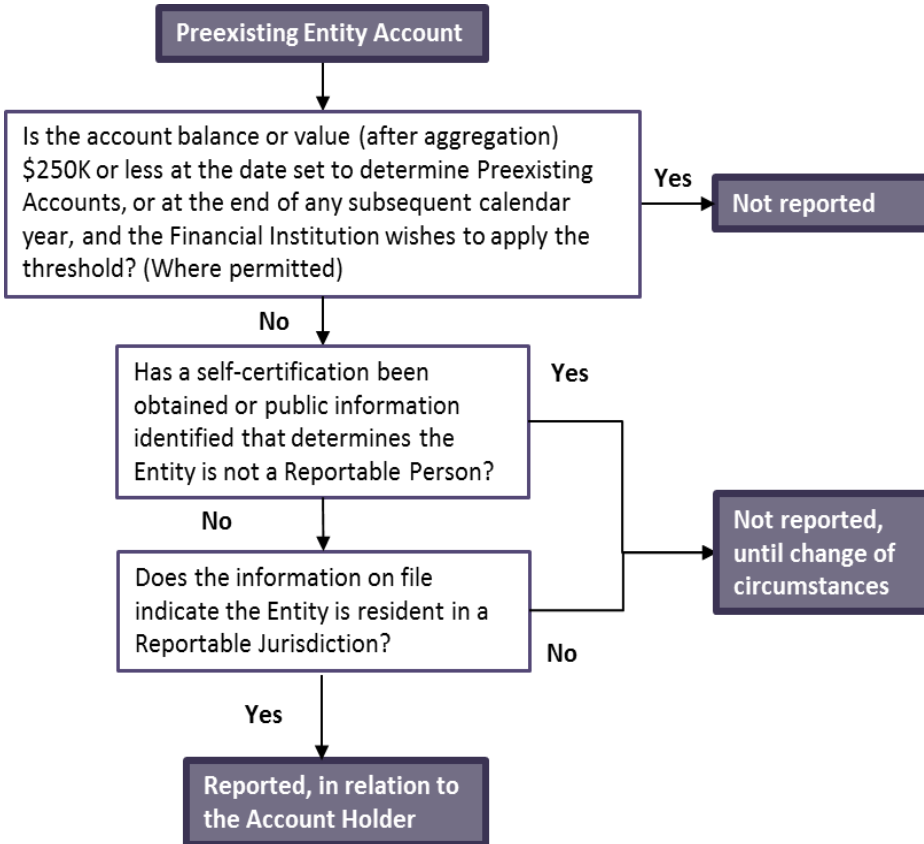 Preexisting Entity Account
Is the account balance or value (after aggregation)
$250K or less at the date set to determine Preexisting
Accounts, or at the end of any subsequent calendar
year, and the Financial Institution wishes to apply the
threshold? (Where permitted)
Yes
Not reported
No
Has a self-certification been
obtained or public information
identified that determines the
Entity is not a Reportable Person?
Yes
No
Not reported,
until change of
circumstances
Does the information on file
indicate the Entity is resident in a
Reportable Jurisdiction?
No
Yes
Reported, in relation to
the Account Holder